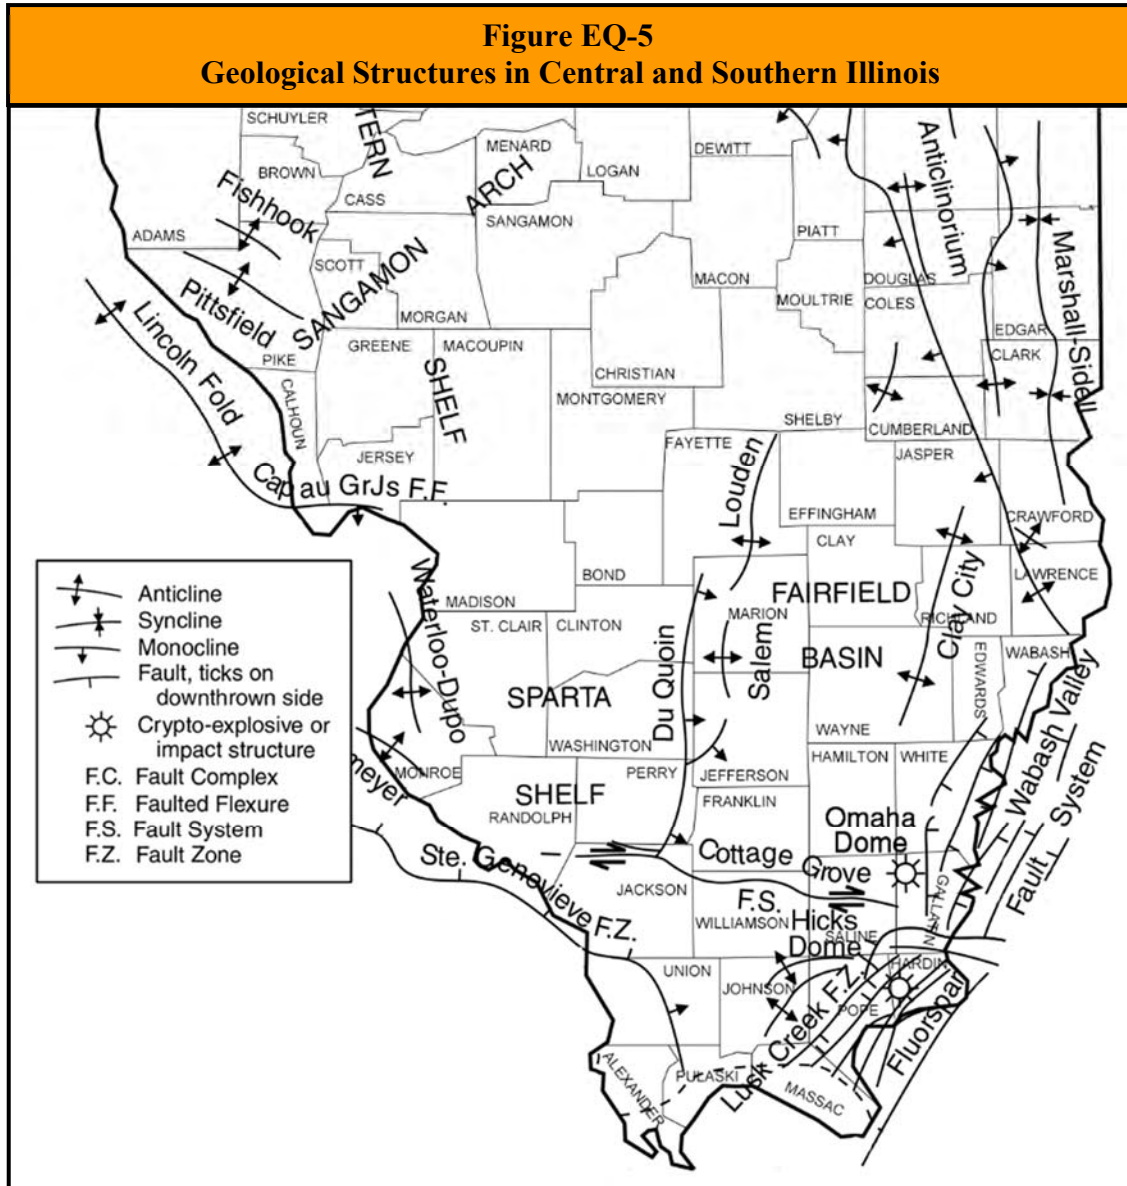 Figure EQ-5
Geological Structures in Central and Southern Illinois
SCHUYLER
TERN
MENARD
DEWITT
Anticlinorium
BROWN
LOGAN
CASS
ARCH
Fishhook
SANGAMON
ADAMS
PIATT
SCOTT
SANGAMON
MACON
DOUGLAS
Marshall-Sidell
Pittsfield
MOULTRIE
COLES
MORGAN
EDGAR
Lincoln Fold
PIKE
GREENE
MACOUPIN
CLARK
SHELF
CHRISTIAN
CALHOUN
MONTGOMERY
SHELBY
CUMBERLAND
FAYETTE
JERSEY
JASPER
Louden
Cap au GrJs F.F.
EFFINGHAM
CRAWFORD
CLAY
Clay City
BOND
LAWRENCE
Waterloo-Dupo
FAIRFIELD
MADISON
MARION
RICHLAND
ST. CLAIR
CLINTON
Salem
BASIN
EDWARDS
WABASH
Du Quoin
SPARTA
Wabash Valley
WAYNE
WASHINGTON
HAMILTON
WHITE
System
MONROE
PERRY
JEFFERSON
meyer
SHELF
FRANKLIN
RANDOLPH
Omaha
Dome
Ste. Genevieve F.Z.
Cottage Grove
F.S.
Fault
JACKSON
GALLATIN
WILLIAMSON
Hicks
Dome
SALINE
UNION
HARDIN
JOHNSON
POPE
Lusk Creek F.Z.
Fluorspar
ALEXANDER
PULASKI
MASSAC
Anticline
Syncline
Monocline
Fault, ticks on
downthrown side
Crypto-explosive or
impact structure
F.C. Fault Complex
F.F. Faulted Flexure
F.S. Fault System
F.Z. Fault Zone